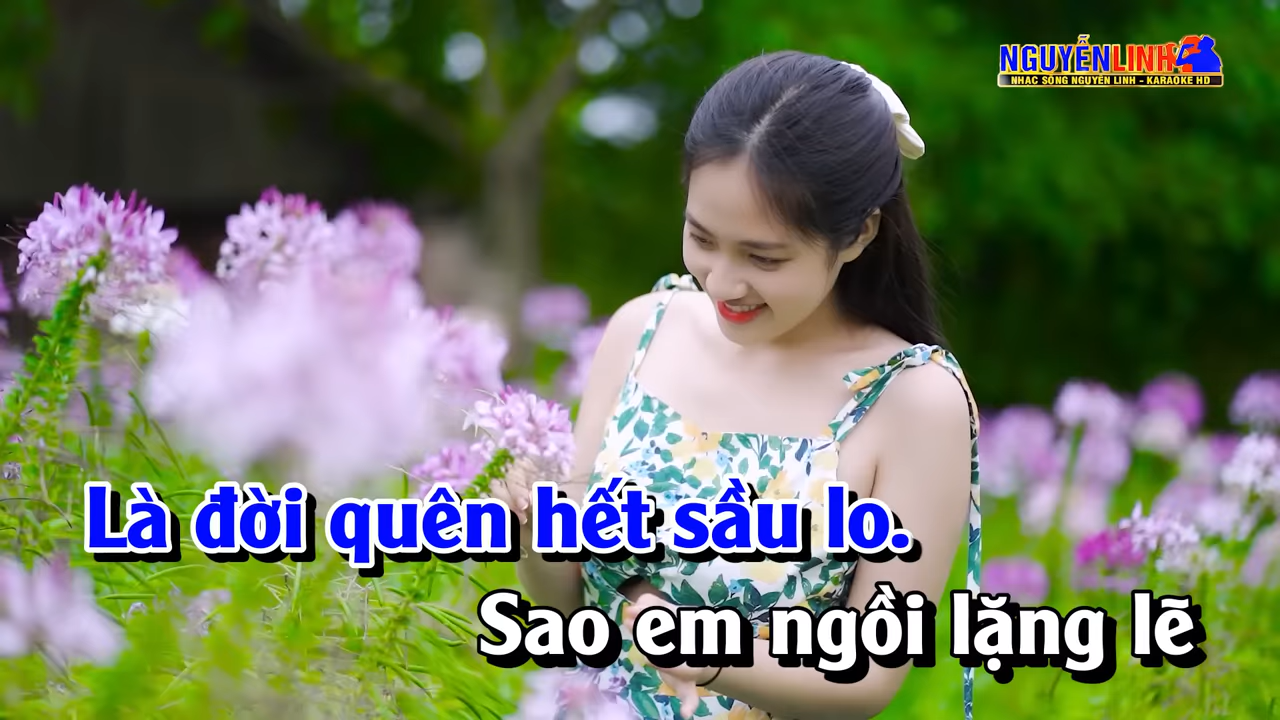 NGUYỄN LINH
NHẠC SỐNG NGUYỄN LINH - KARAOKE HD
Là đời quên hết sầu lo.
Sao em ngồi lặng lẽ